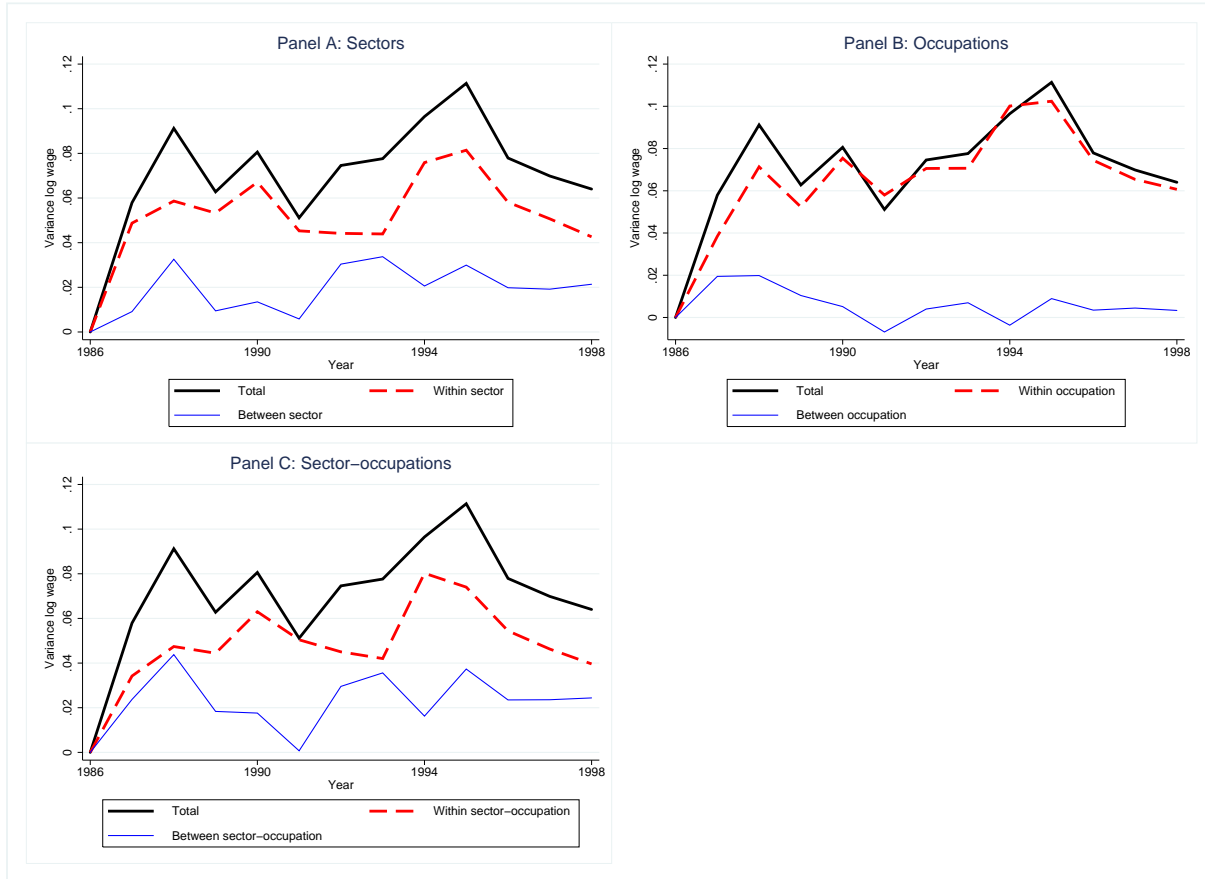 Panel A: Sectors
Variance log wage
.12
.1
.08
.06
.04
.02
0
1986 1990 1994 1998
Year
Total Within sector
Between sector
Panel B: Occupations
Variance log wage
.12
.1
.08
.06
.04
.02
0
1986 1990 1994 1998
Year
Total Within occupation
Between occupation
Panel C: Sector−occupations
Variance log wage
.12
.1
.08
.06
.04
.02
0
1986 1990 1994 1998
Year
Total Within sector−occupation
Between sector−occupation